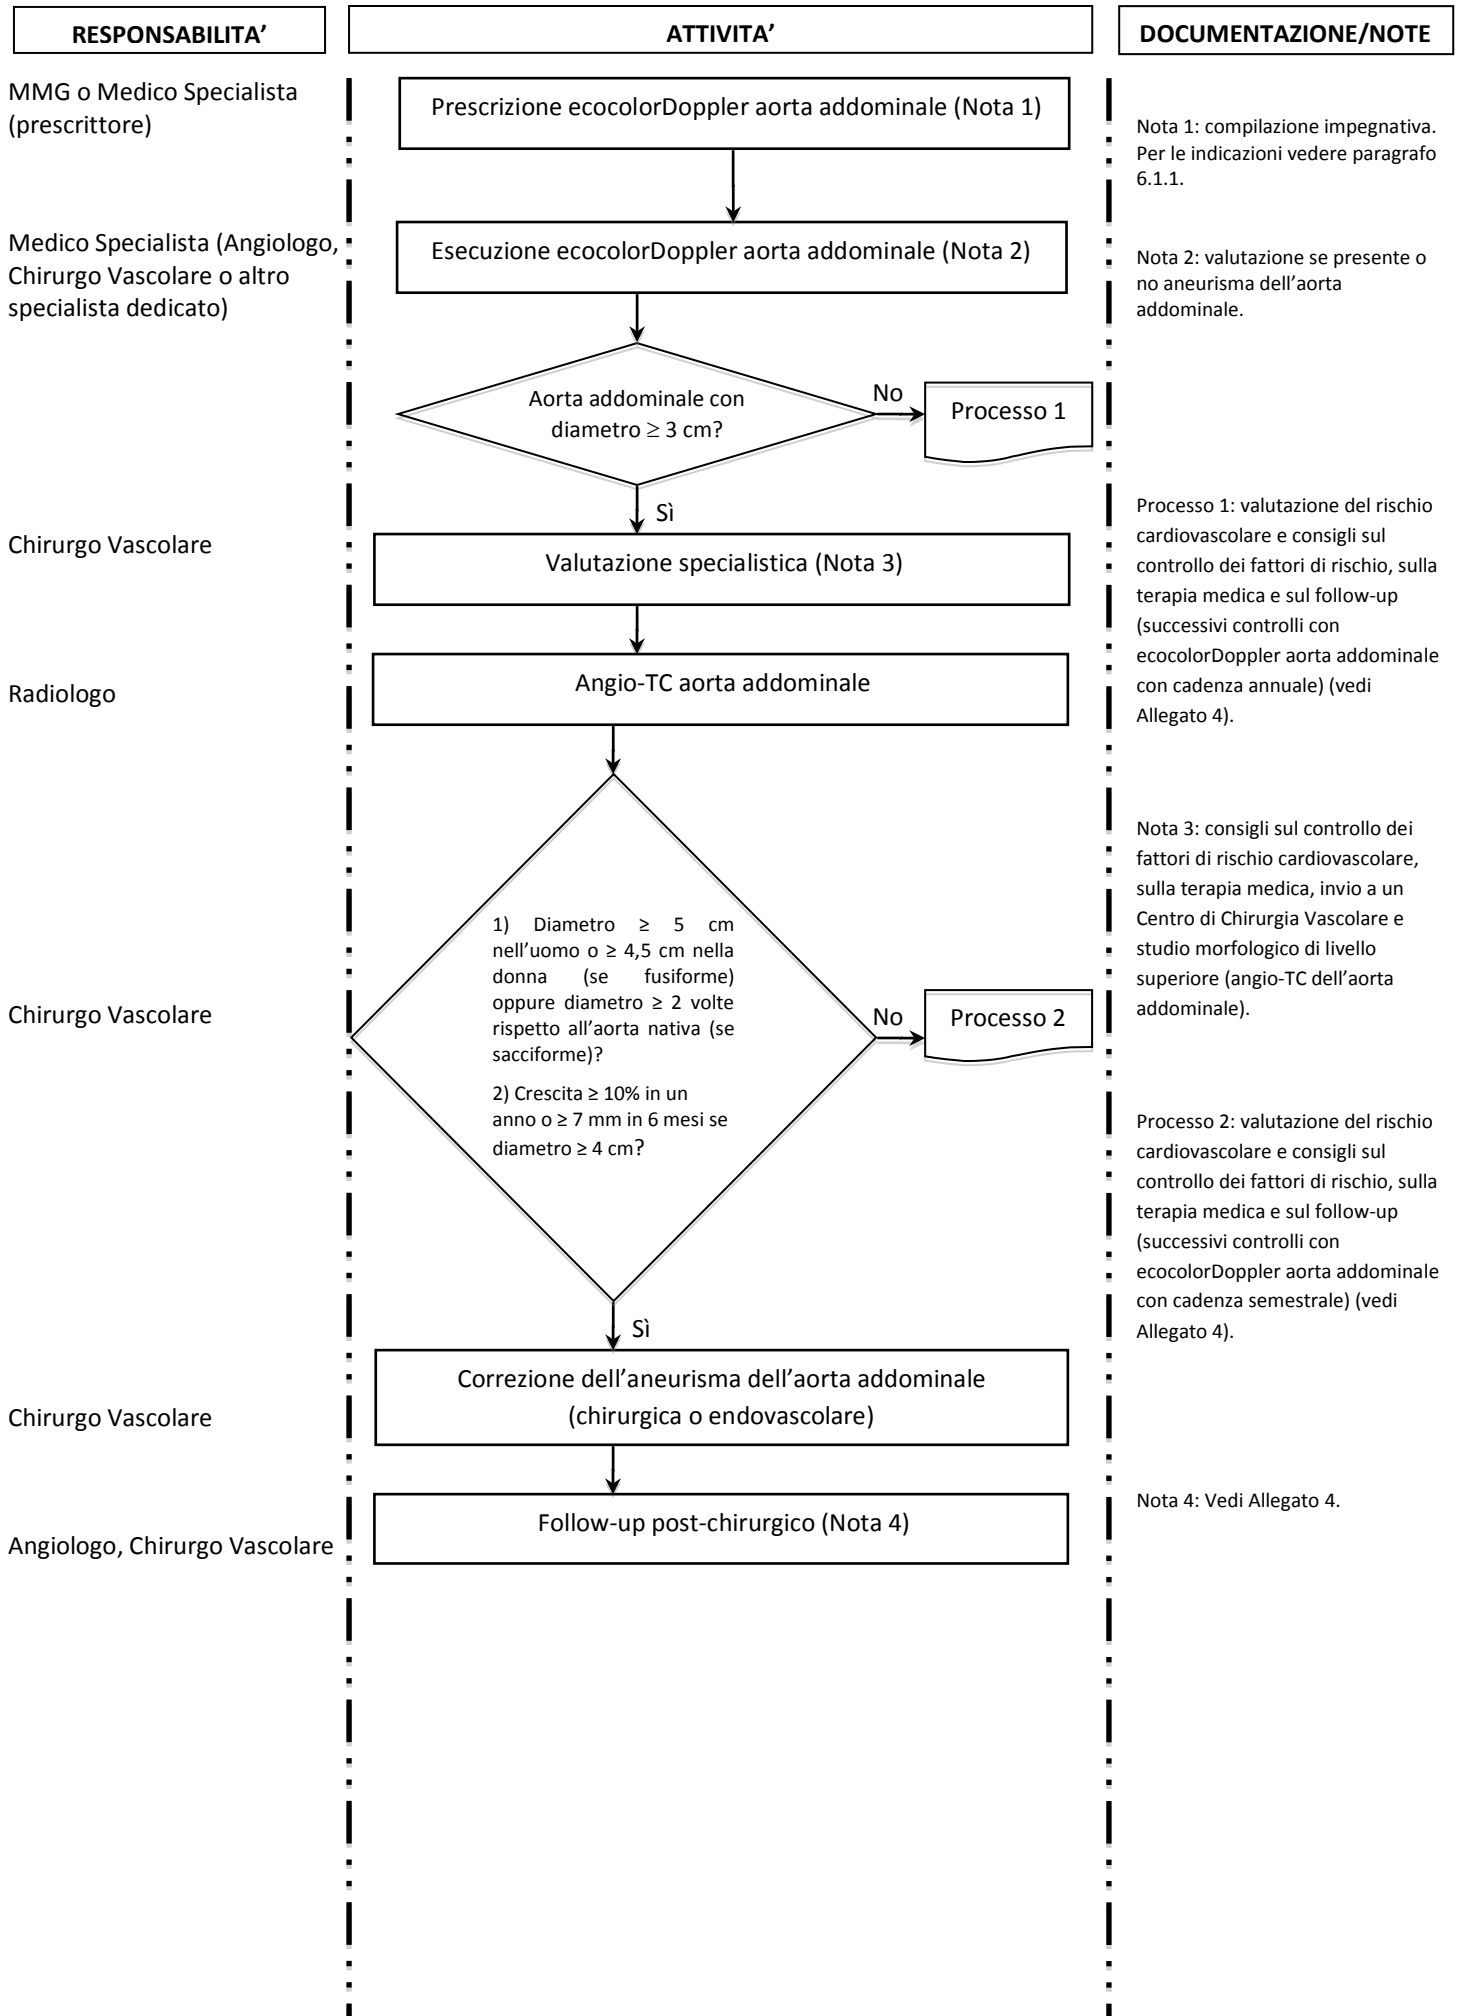 RESPONSABILITA’
ATTIVITA’
DOCUMENTAZIONE/NOTE
MMG o Medico Specialista
(prescrittore)
Prescrizione ecocolorDoppler aorta addominale (Nota 1)
Nota 1: compilazione impegnativa.
Per le indicazioni vedere paragrafo
6.1.1.
Medico Specialista (Angiologo,
Chirurgo Vascolare o altro
specialista dedicato)
Esecuzione ecocolorDoppler aorta addominale (Nota 2)
Nota 2: valutazione se presente o
no aneurisma dell’aorta
addominale.
Aorta addominale con
diametro ≥ 3 cm?
No
Processo 1
Sì
Processo 1: valutazione del rischio
cardiovascolare e consigli sul
controllo dei fattori di rischio, sulla
terapia medica e sul follow-up
(successivi controlli con
ecocolorDoppler aorta addominale
con cadenza annuale) (vedi
Allegato 4).
Chirurgo Vascolare
Valutazione specialistica (Nota 3)
Radiologo
Angio-TC aorta addominale
Nota 3: consigli sul controllo dei
fattori di rischio cardiovascolare,
sulla terapia medica, invio a un
Centro di Chirurgia Vascolare e
studio morfologico di livello
superiore (angio-TC dell’aorta
addominale).
Chirurgo Vascolare
1) Diametro ≥ 5 cm
nell’uomo o ≥ 4,5 cm nella
donna (se fusiforme)
oppure diametro ≥ 2 volte
rispetto all’aorta nativa (se
sacciforme)?
2) Crescita ≥ 10% in un
anno o ≥ 7 mm in 6 mesi se
diametro ≥ 4 cm?
No
Processo 2
Processo 2: valutazione del rischio
cardiovascolare e consigli sul
controllo dei fattori di rischio, sulla
terapia medica e sul follow-up
(successivi controlli con
ecocolorDoppler aorta addominale
con cadenza semestrale) (vedi
Allegato 4).
Sì
Chirurgo Vascolare
Correzione dell’aneurisma dell’aorta addominale
(chirurgica o endovascolare)
Angiologo, Chirurgo Vascolare
Follow-up post-chirurgico (Nota 4)
Nota 4: Vedi Allegato 4.